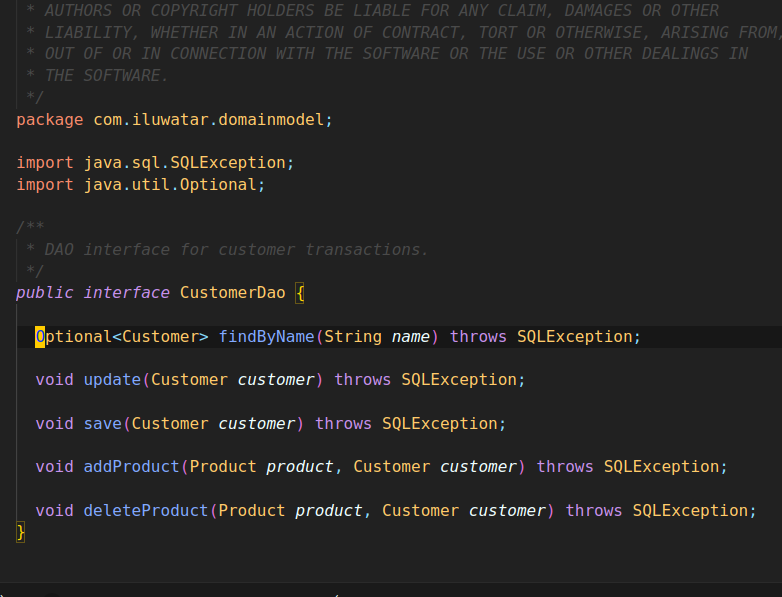 * AUTHORS OR COPYRIGHT HOLDERS BE LIABLE FOR ANY CLAIM, DAMAGES OR OTHER
* LIABILITY, WHETHER IN AN ACTION OF CONTRACT, TORT OR OTHERWISE, ARISING FROM,
* OUT OF OR IN CONNECTION WITH THE SOFTWARE OR THE USE OR OTHER DEALINGS IN
* THE SOFTWARE.
*/
package com.iluwatar.domainmodel;
import java.sql.SQLException;
import java.util.Optional;
/**
* DAO interface for customer transactions.
*/
public interface CustomerDao {
Optional<Customer> findByName(String name) throws SQLException;
void update(Customer customer) throws SQLException;
void save(Customer customer) throws SQLException;
void addProduct(Product product, Customer customer) throws SQLException;
void deleteProduct(Product product, Customer customer) throws SQLException;
}